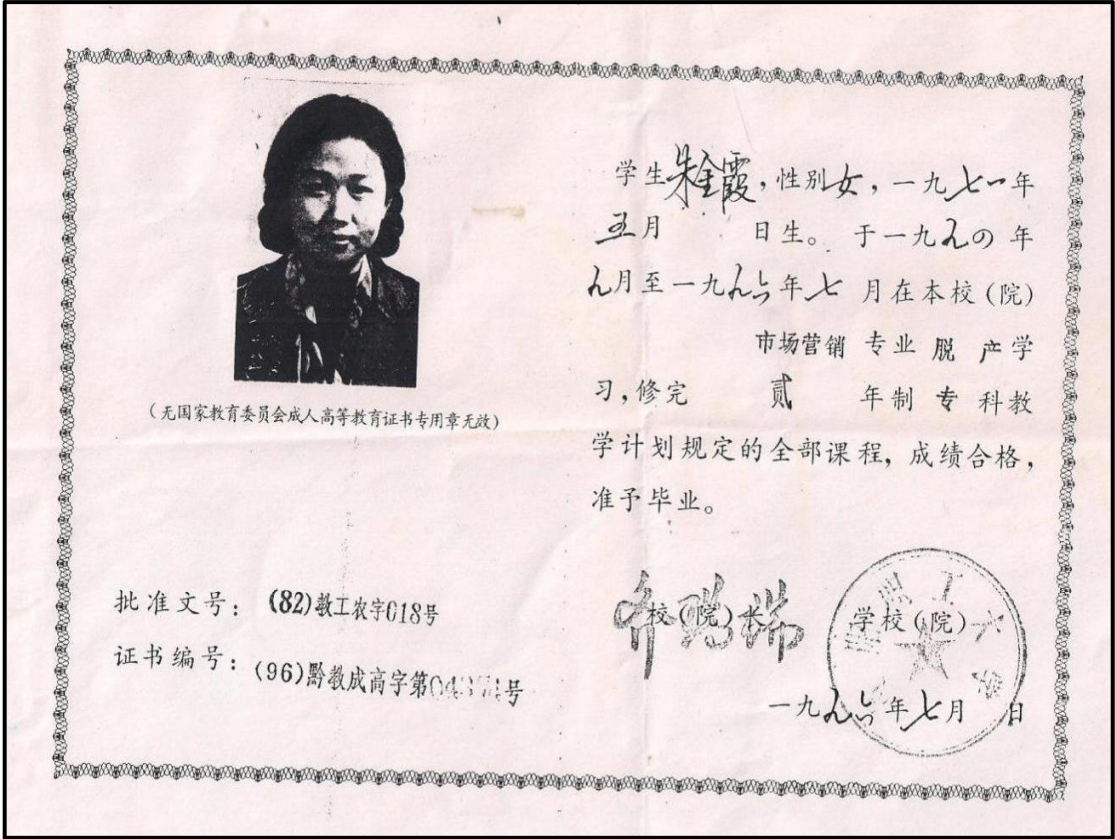 （无国家教育委员会成人高等教育证书专用章无效）
批准文号：(82)教工农字018号
证书编号：(96)黔教成高字第号
学生朱金霞，性别女，一九七一年
五月　日生。于一九九四年
九月至一九九六年七月在本校（院）
市场营销专业脱产学
习，修完贰年制专科教
学计划规定的全部课程，成绩合格，
准予毕业。
校（院）长
学校（院）
一九九六年七月　日